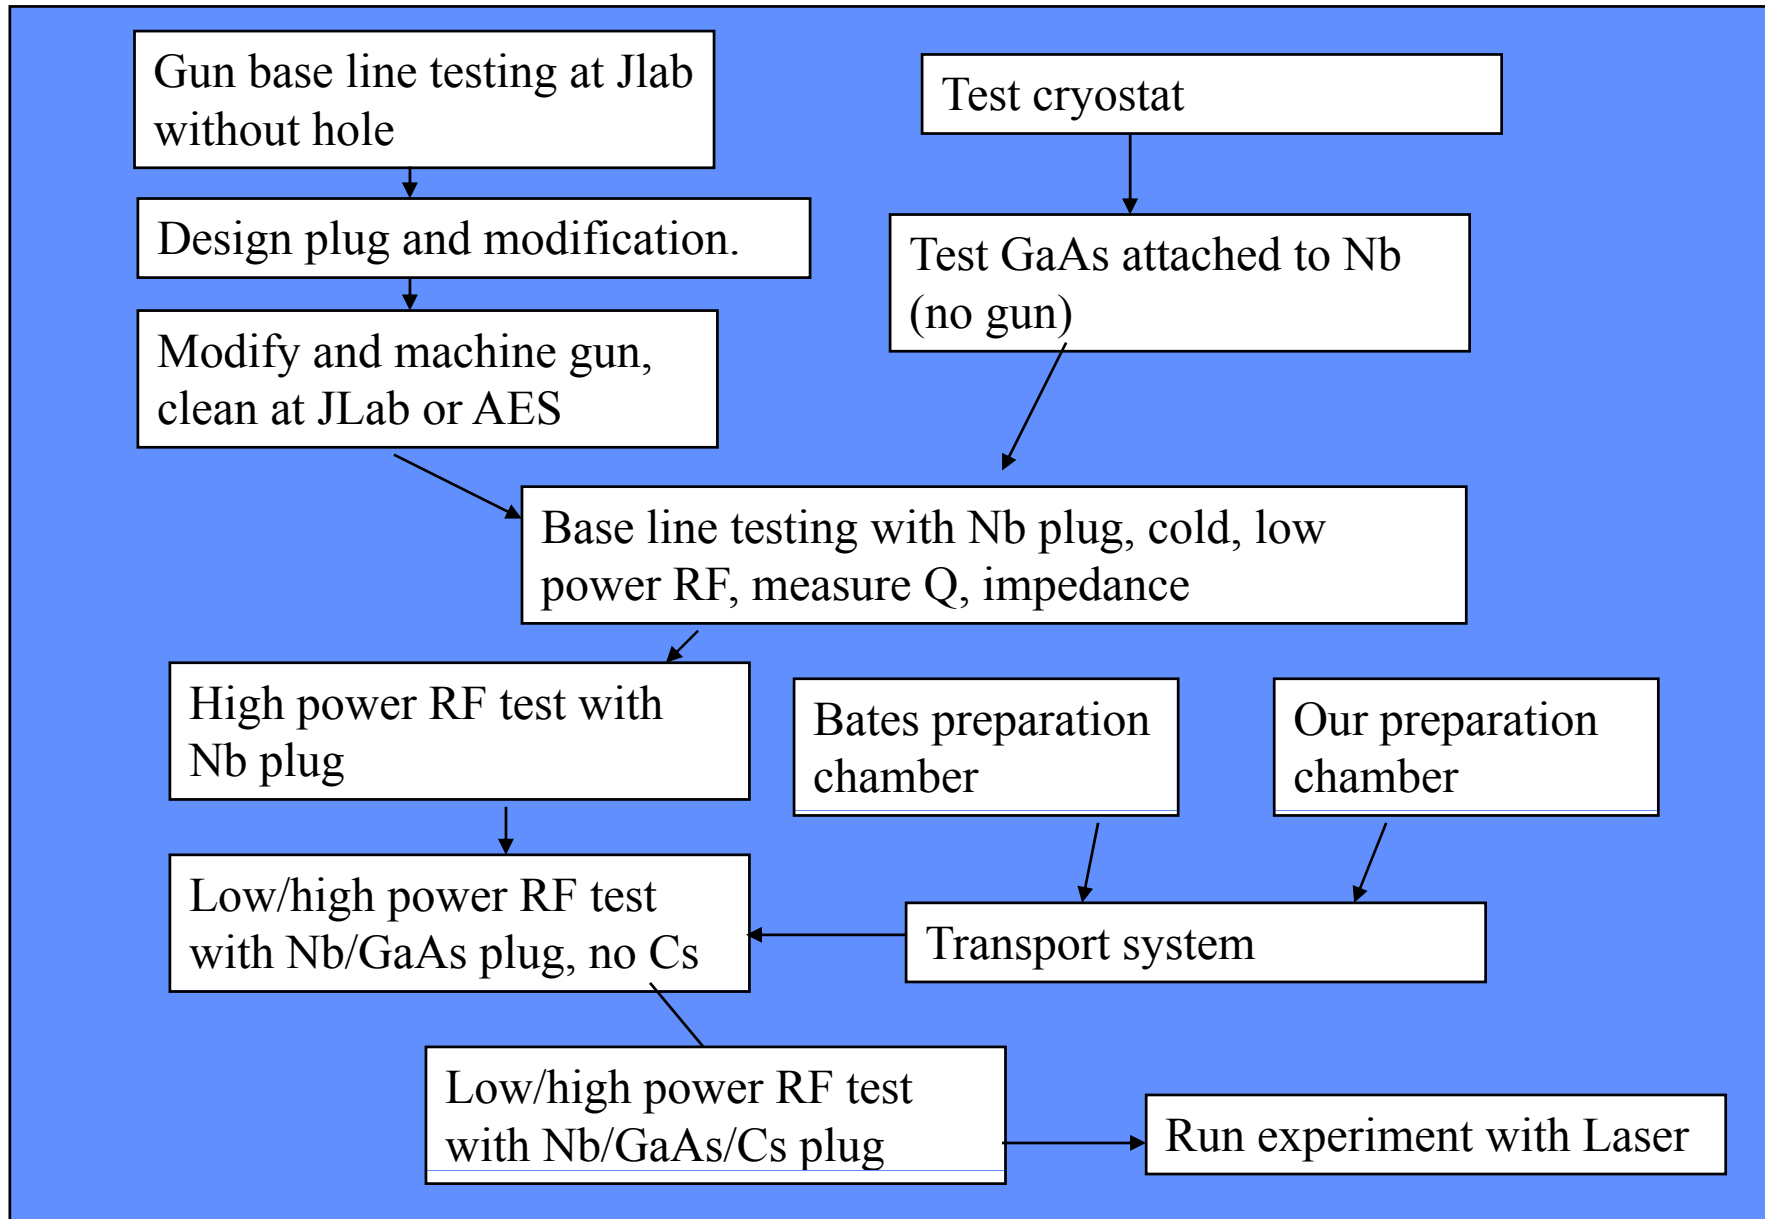 Gun base line testing at Jlab
without hole
Test cryostat
Design plug and modification.
Test GaAs attached to Nb
(no gun)
Modify and machine gun,
clean at JLab or AES
Base line testing with Nb plug, cold, low
power RF, measure Q, impedance
High power RF test with
Nb plug
Bates preparation
chamber
Our preparation
chamber
Low/high power RF test
with Nb/GaAs plug, no Cs
Transport system
Low/high power RF test
with Nb/GaAs/Cs plug
Run experiment with Laser